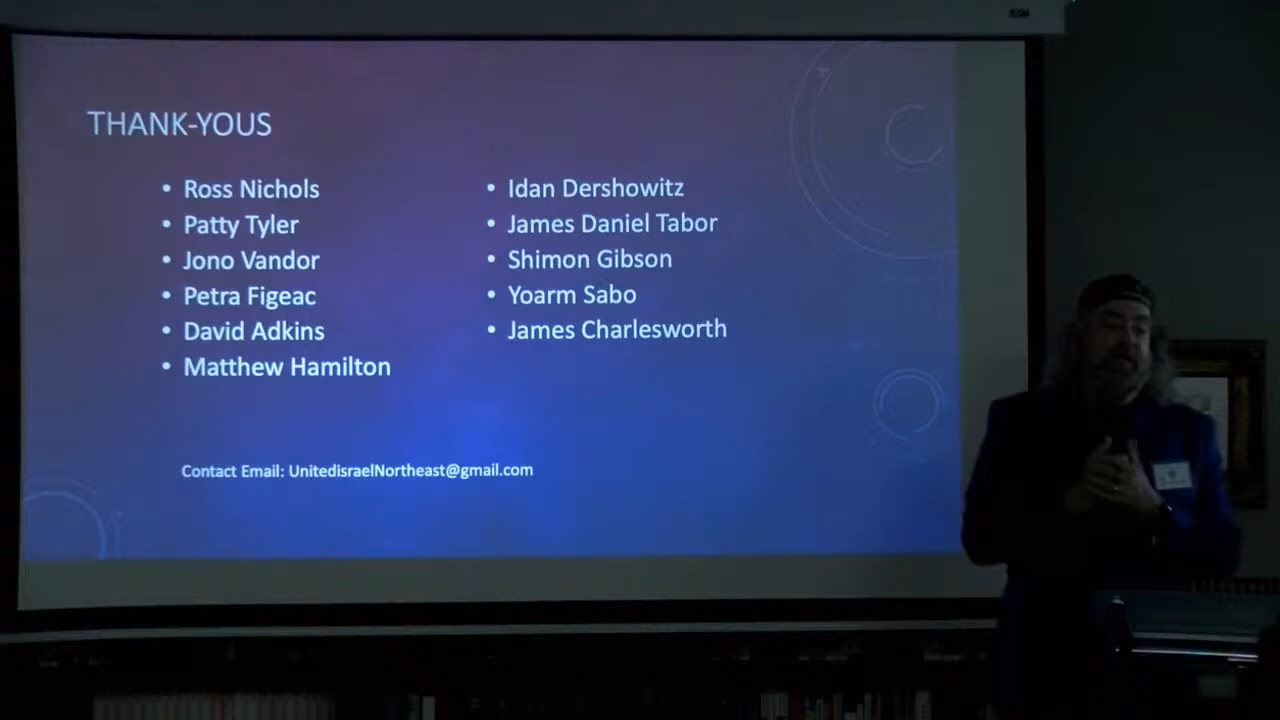 THANK-YOUS
• Ross Nichols
• Patty Tyler
• Jono Vandor
• Petra Figeac
• David Adkins
• Matthew Hamilton
• Idan Dershowitz
• James Daniel Tabor
• Shimon Gibson
• Yoarm Sabo
• James Charlesworth
Contact Email: UnitedisraelNortheast@gmail.com